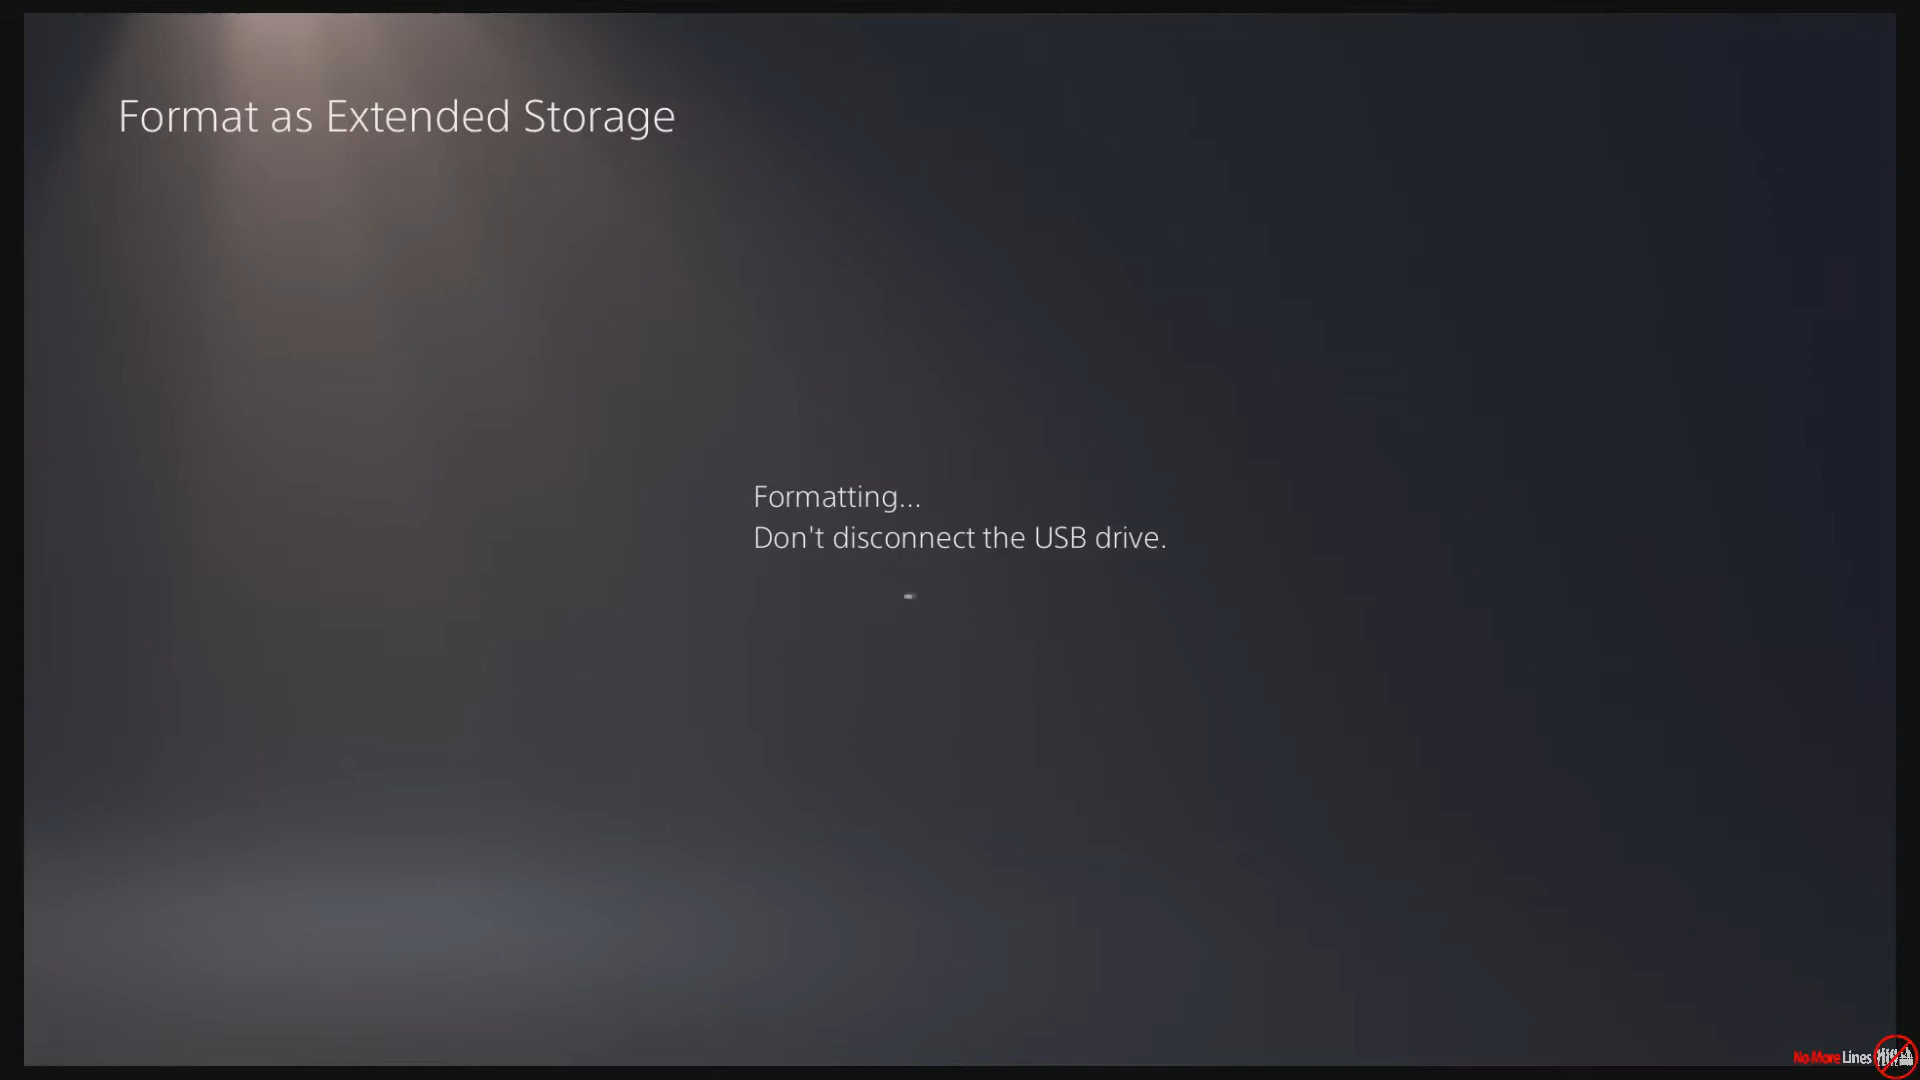 Format as Extended Storage
Formatting...
Don't disconnect the USB drive.
No More Lines